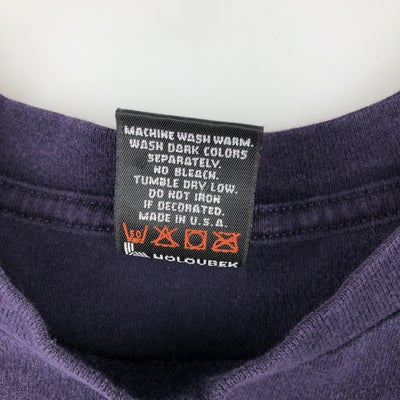 MACHINE WASH WARM.
WASH DARK COLORS
SEPARATELY.
NO BLEACH.
TUMBLE DRY LOW.
DO NOT IRON
IF DECORATED.
MADE IN U.S.A.
50
HOLOUBEK